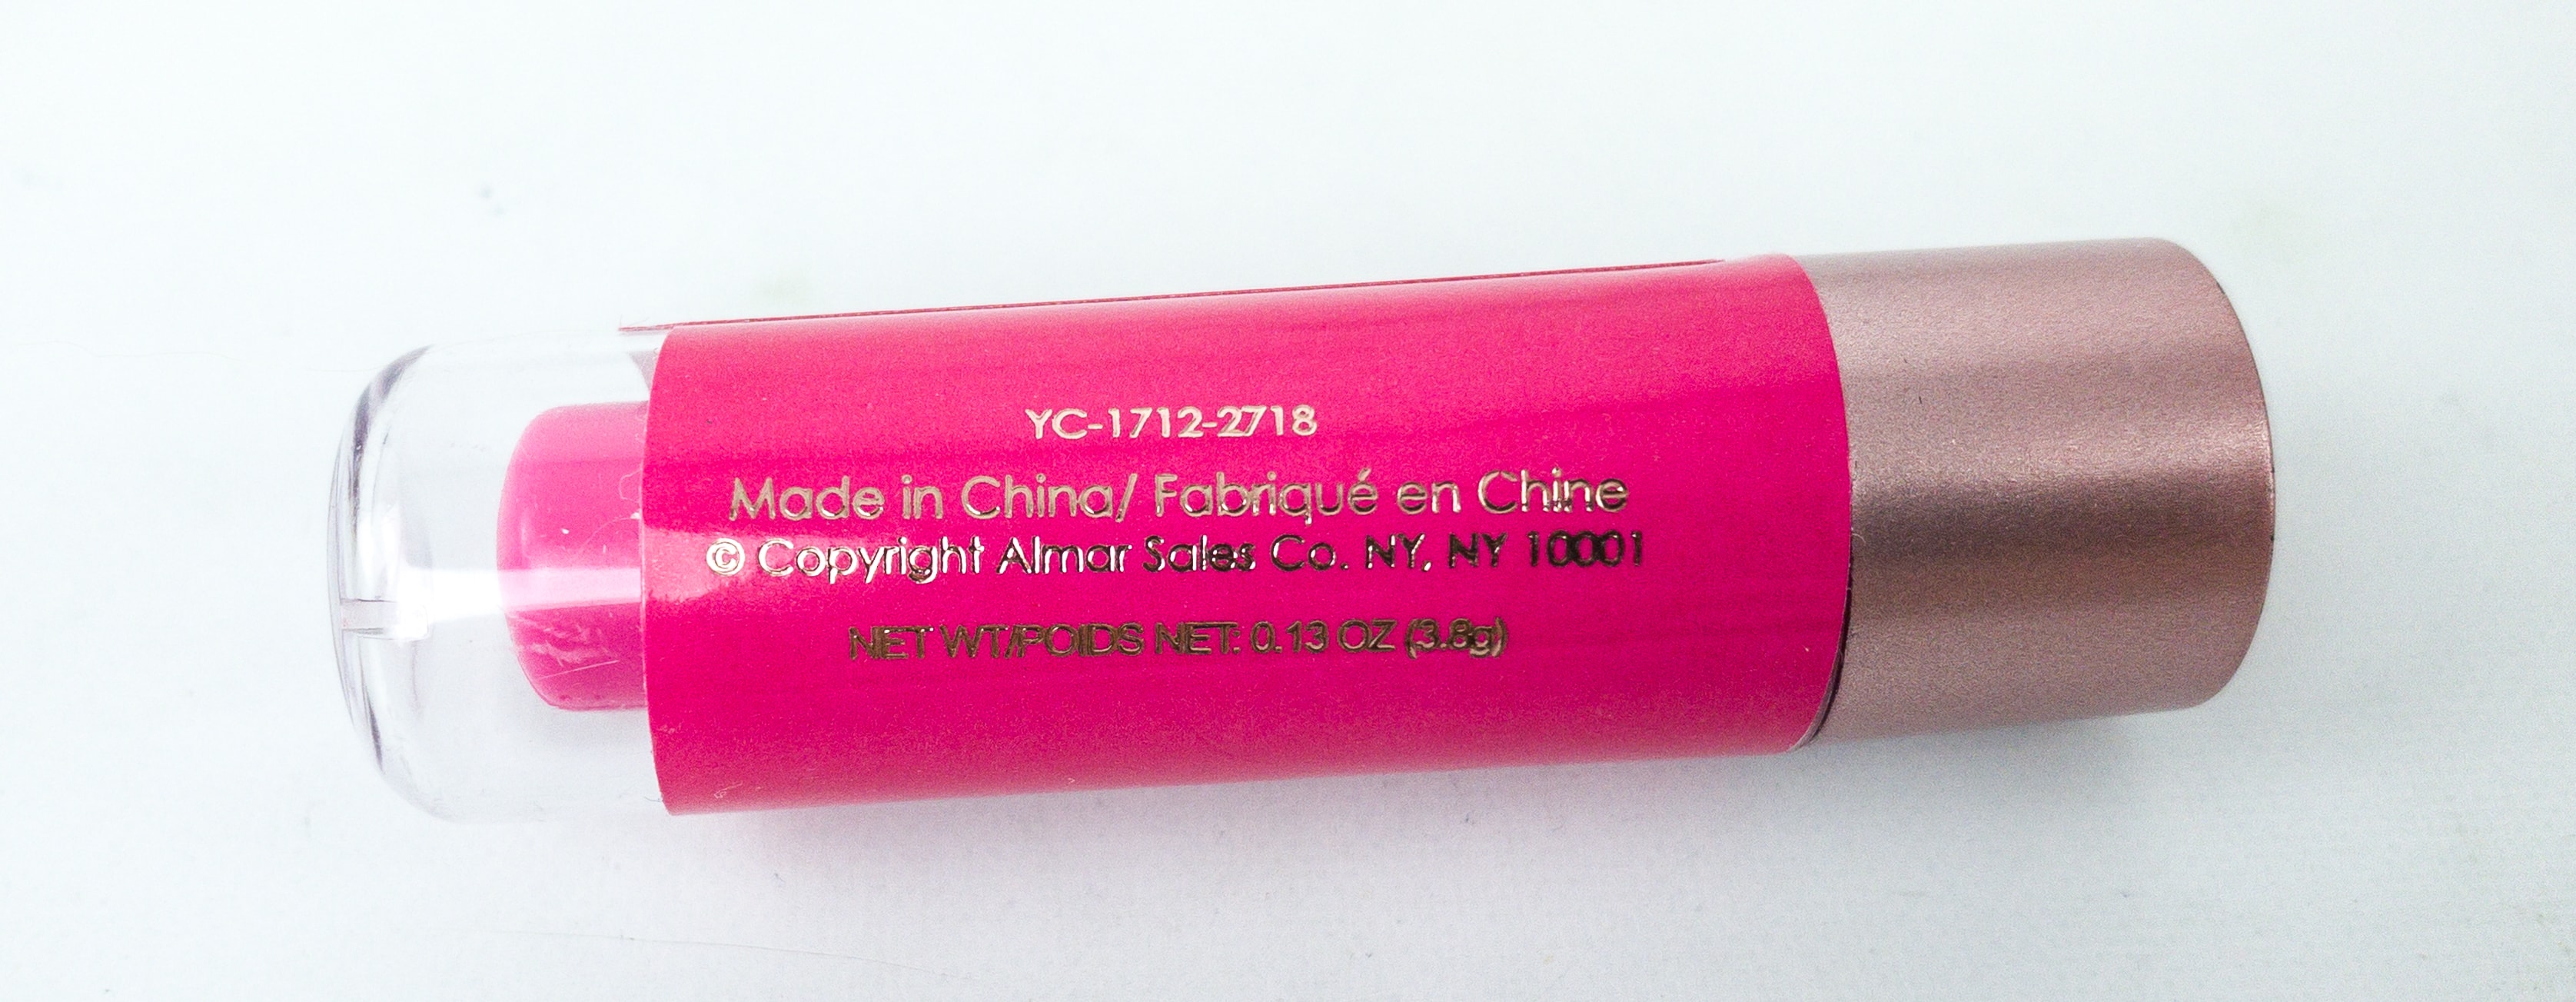 YC-1712-2718
Made in China/ Fabriqué en Chine
© Copyright Almar Sales Co. NY, NY 10001
NET WT/POIDS NET: 0.13 OZ (3.8g)